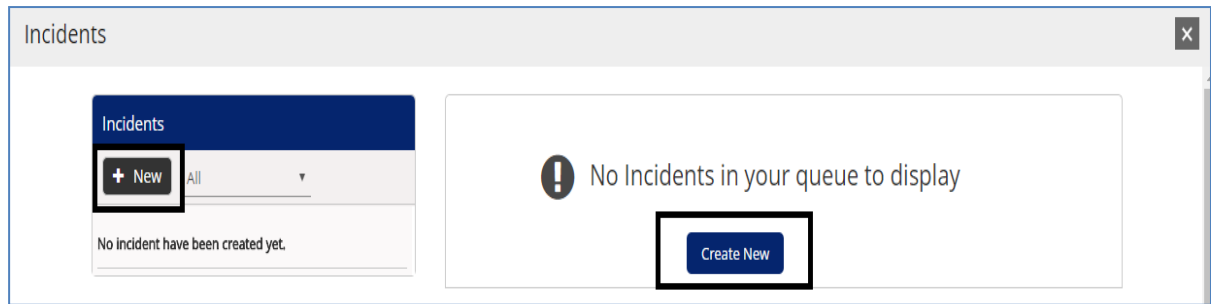 Incidents
x
Incidents
+ New All
No incident have been created yet.
No Incidents in your queue to display
Create New